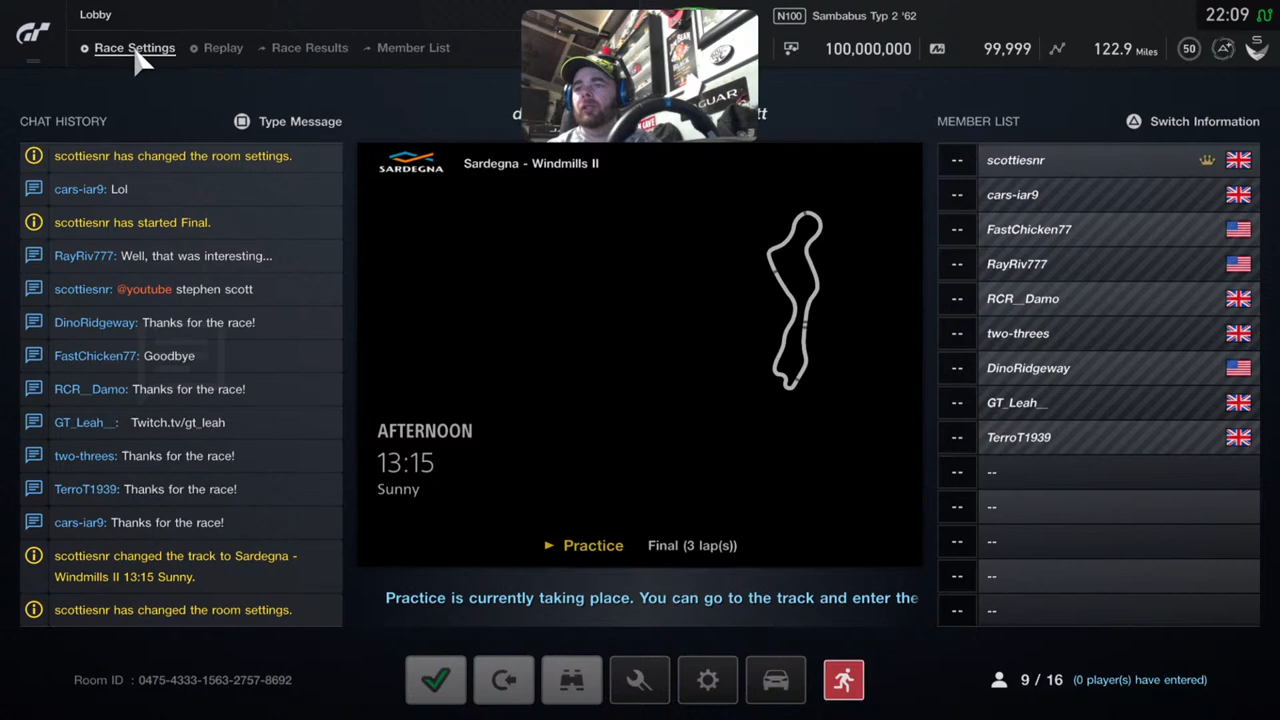 Lobby
N100 Sambabus Typ 2 '62
22:09
Race Settings Replay Race Results Member List
100,000,000 99,999 122.9 Miles 50
CHAT HISTORY Type Message
MEMBER LIST Switch Information
scottiesnr has changed the room settings.
cars-iar9: Lol
scottiesnr has started Final.
RayRiv777: Well, that was interesting...
scottiesnr: @youtube stephen scott
DinoRidgeway: Thanks for the race!
FastChicken77: Goodbye
RCR__Damo: Thanks for the race!
GT_Leah__: Twitch.tv/gt_leah
two-threes: Thanks for the race!
TerroT1939: Thanks for the race!
cars-iar9: Thanks for the race!
scottiesnr changed the track to Sardegna -
Windmills II 13:15 Sunny.
scottiesnr has changed the room settings.
SARDEGNA Sardegna - Windmills II
AFTERNOON
13:15
Sunny
Practice Final (3 lap(s))
Practice is currently taking place. You can go to the track and enter the
-- scottiesnr
-- cars-iar9
-- FastChicken77
-- RayRiv777
-- RCR__Damo
-- two-threes
-- DinoRidgeway
-- GT_Leah__
-- TerroT1939
-- --
-- --
-- --
-- --
-- --
Room ID : 0475-4333-1563-2757-8692
9 / 16 (0 player(s) have entered)